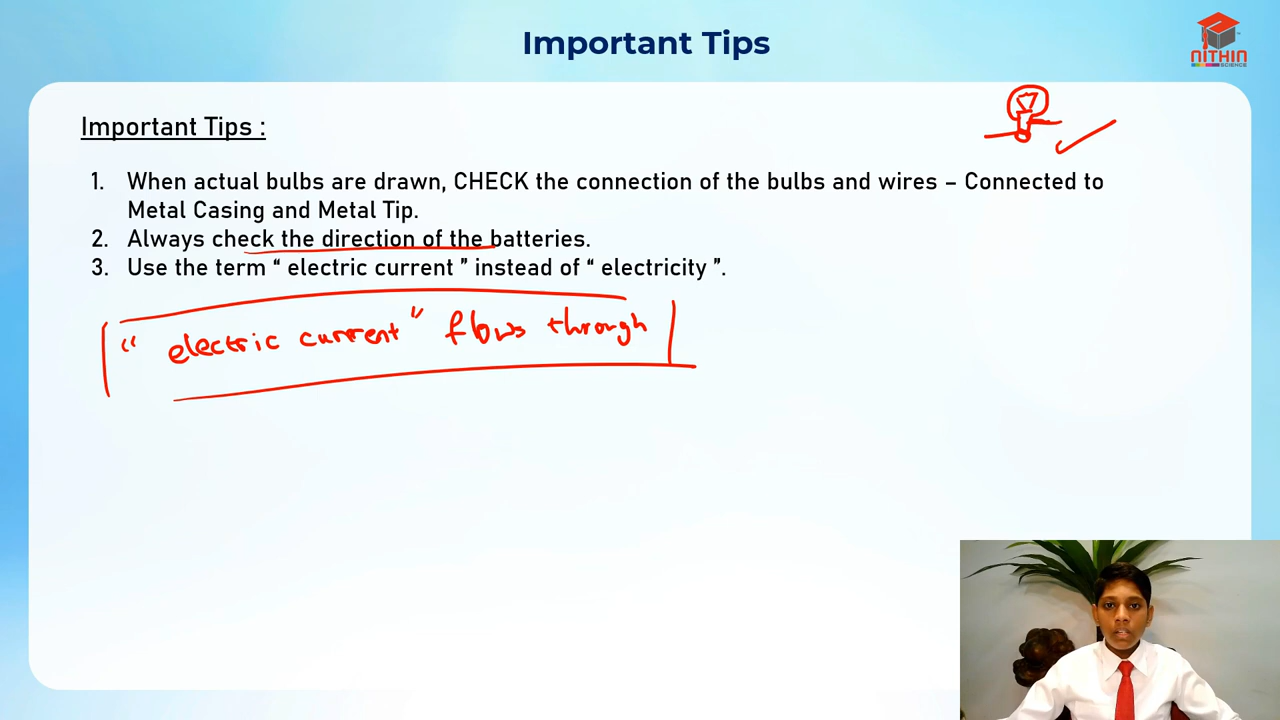 Important Tips
NITHIN
SCIENCE
Important Tips :
1. When actual bulbs are drawn, CHECK the connection of the bulbs and wires – Connected to
Metal Casing and Metal Tip.
2. Always check the direction of the batteries.
3. Use the term “ electric current ” instead of “ electricity ”.
“ electric current ” flows through